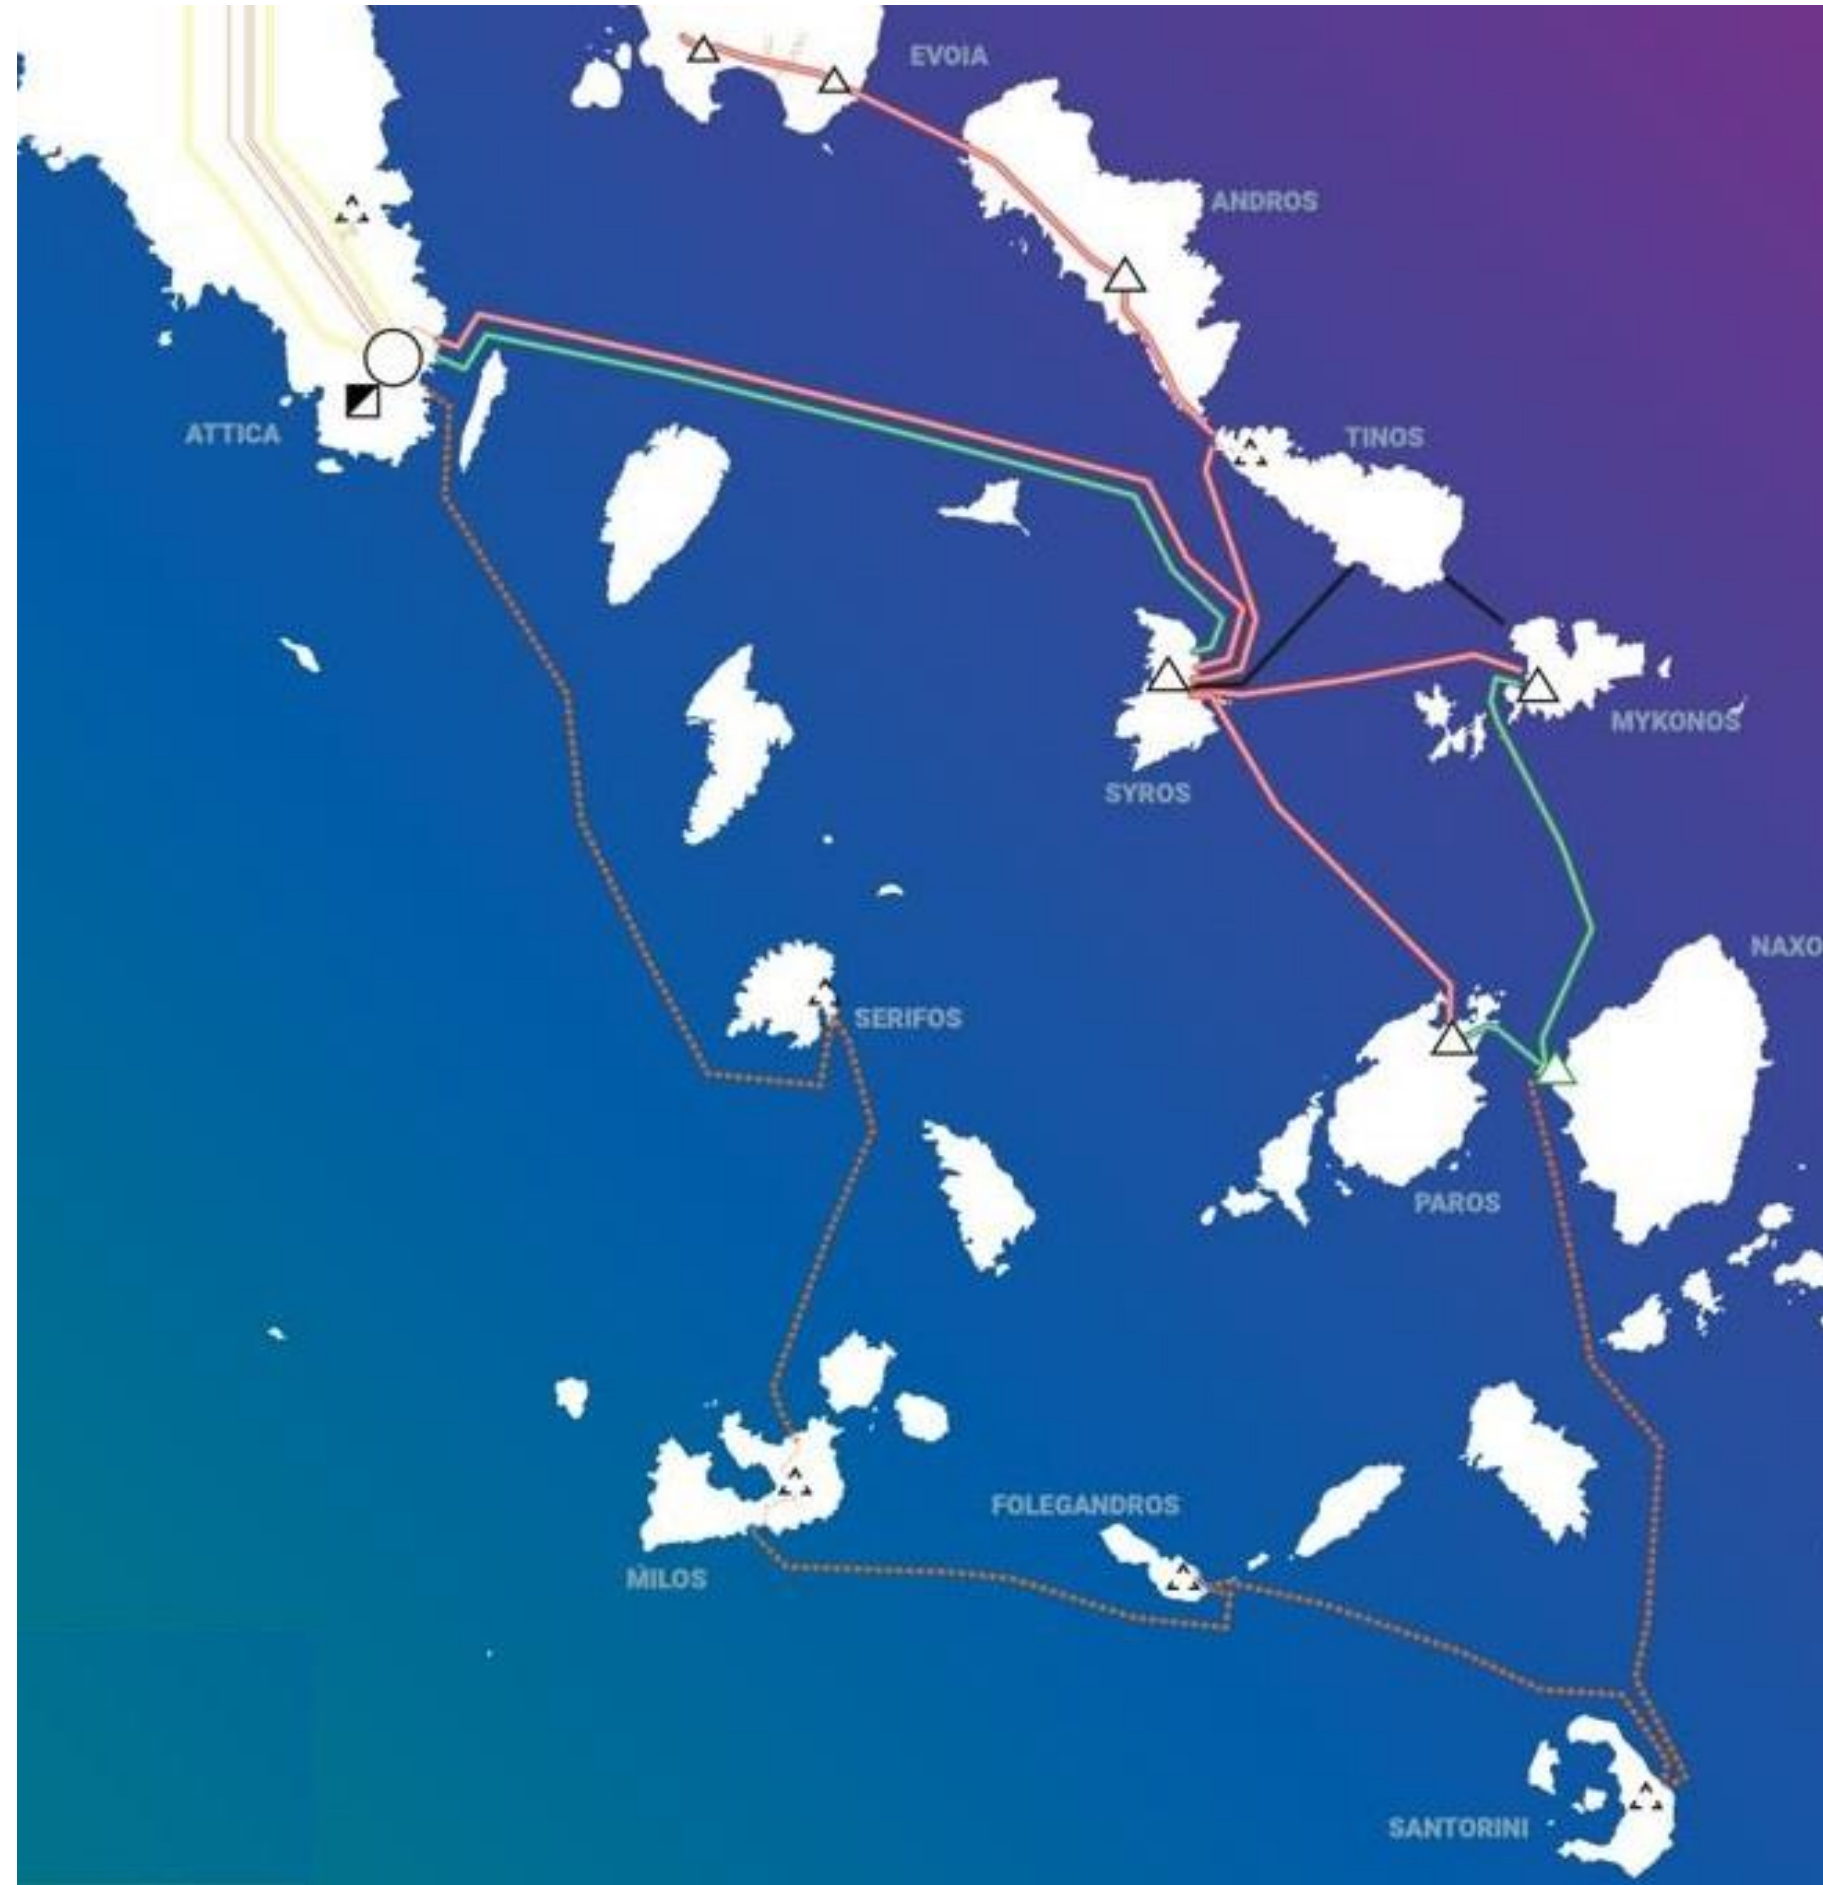 EVOIA
ANDROS
ATTICA
TINOS
MYKONOS
SYROS
NAXO
SERIFOS
PAROS
FOLEGANDROS
MILOS
SANTORINI